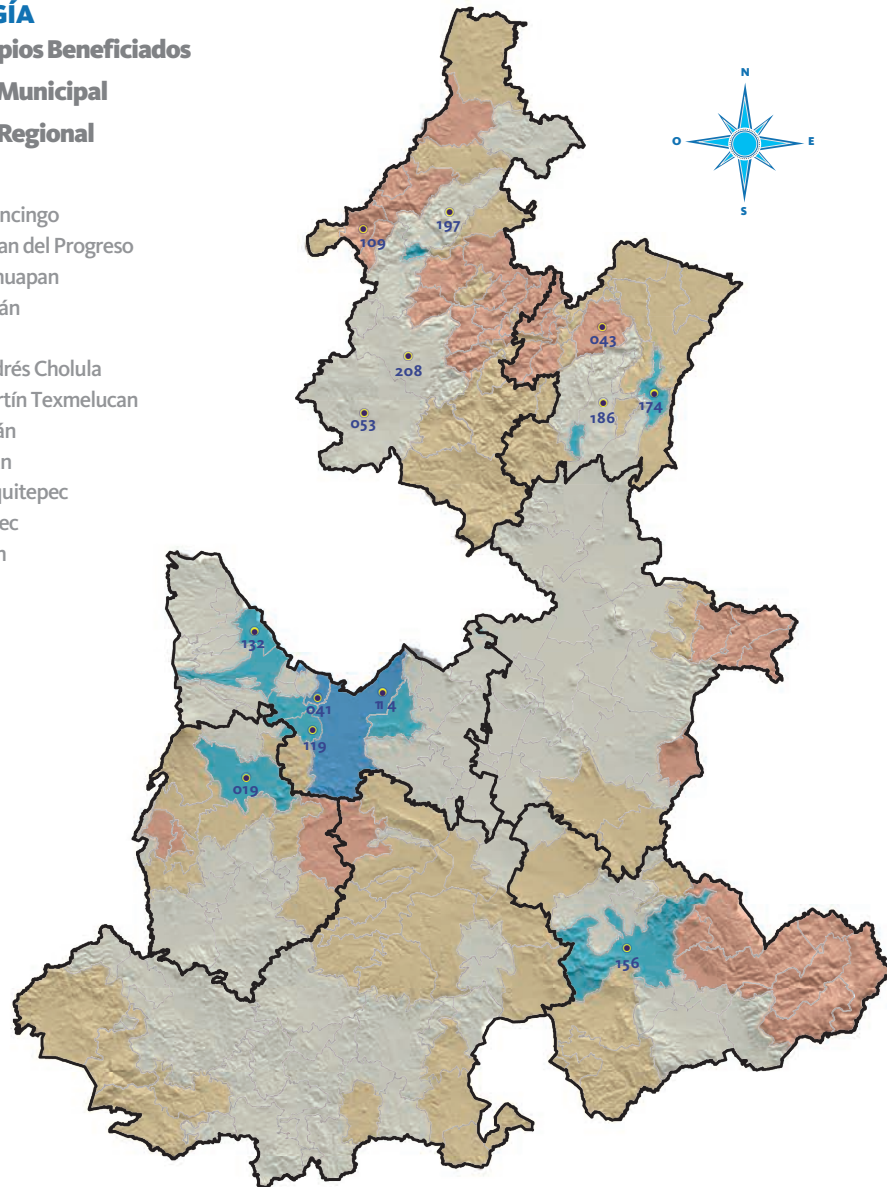 GÍA
pios Beneficiados
Municipal
Regional
ncingo
an del Progreso
huapan
án
drés Cholula
rtín Texmelucan
án
n
quitepec
ec
n
N
O
E
S
197
109
043
208
174
186
053
132
041
114
119
019
156